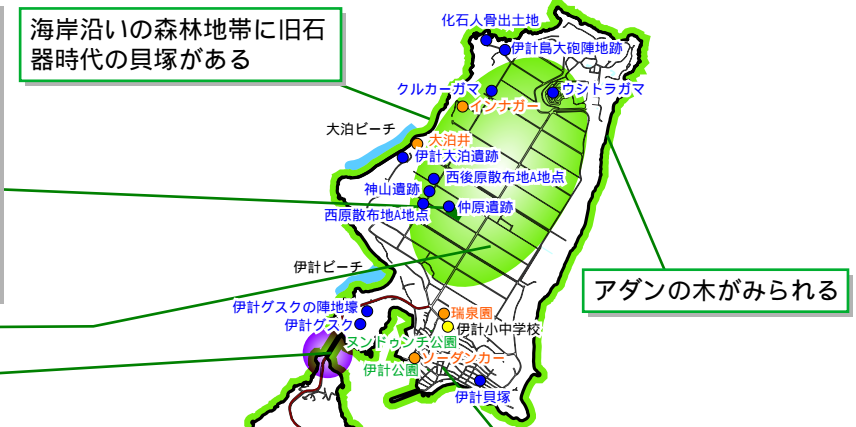 海岸沿いの森林地帯に旧石
器時代の貝塚がある
化石人骨出土地
伊計島大砲陣地跡
クルカーガマ
ウシトラガマ
インナガー
大泊ビーチ
大泊井
伊計大泊遺跡
西後原散布地A地点
神山遺跡
西原散布地A地点
仲原遺跡
伊計ビーチ
アダンの木がみられる
伊計グスクの陣地壕
瑞泉園
伊計グスク
伊計小中学校
ヌンドゥンチ公園
ソーダンカー
伊計公園
伊計貝塚